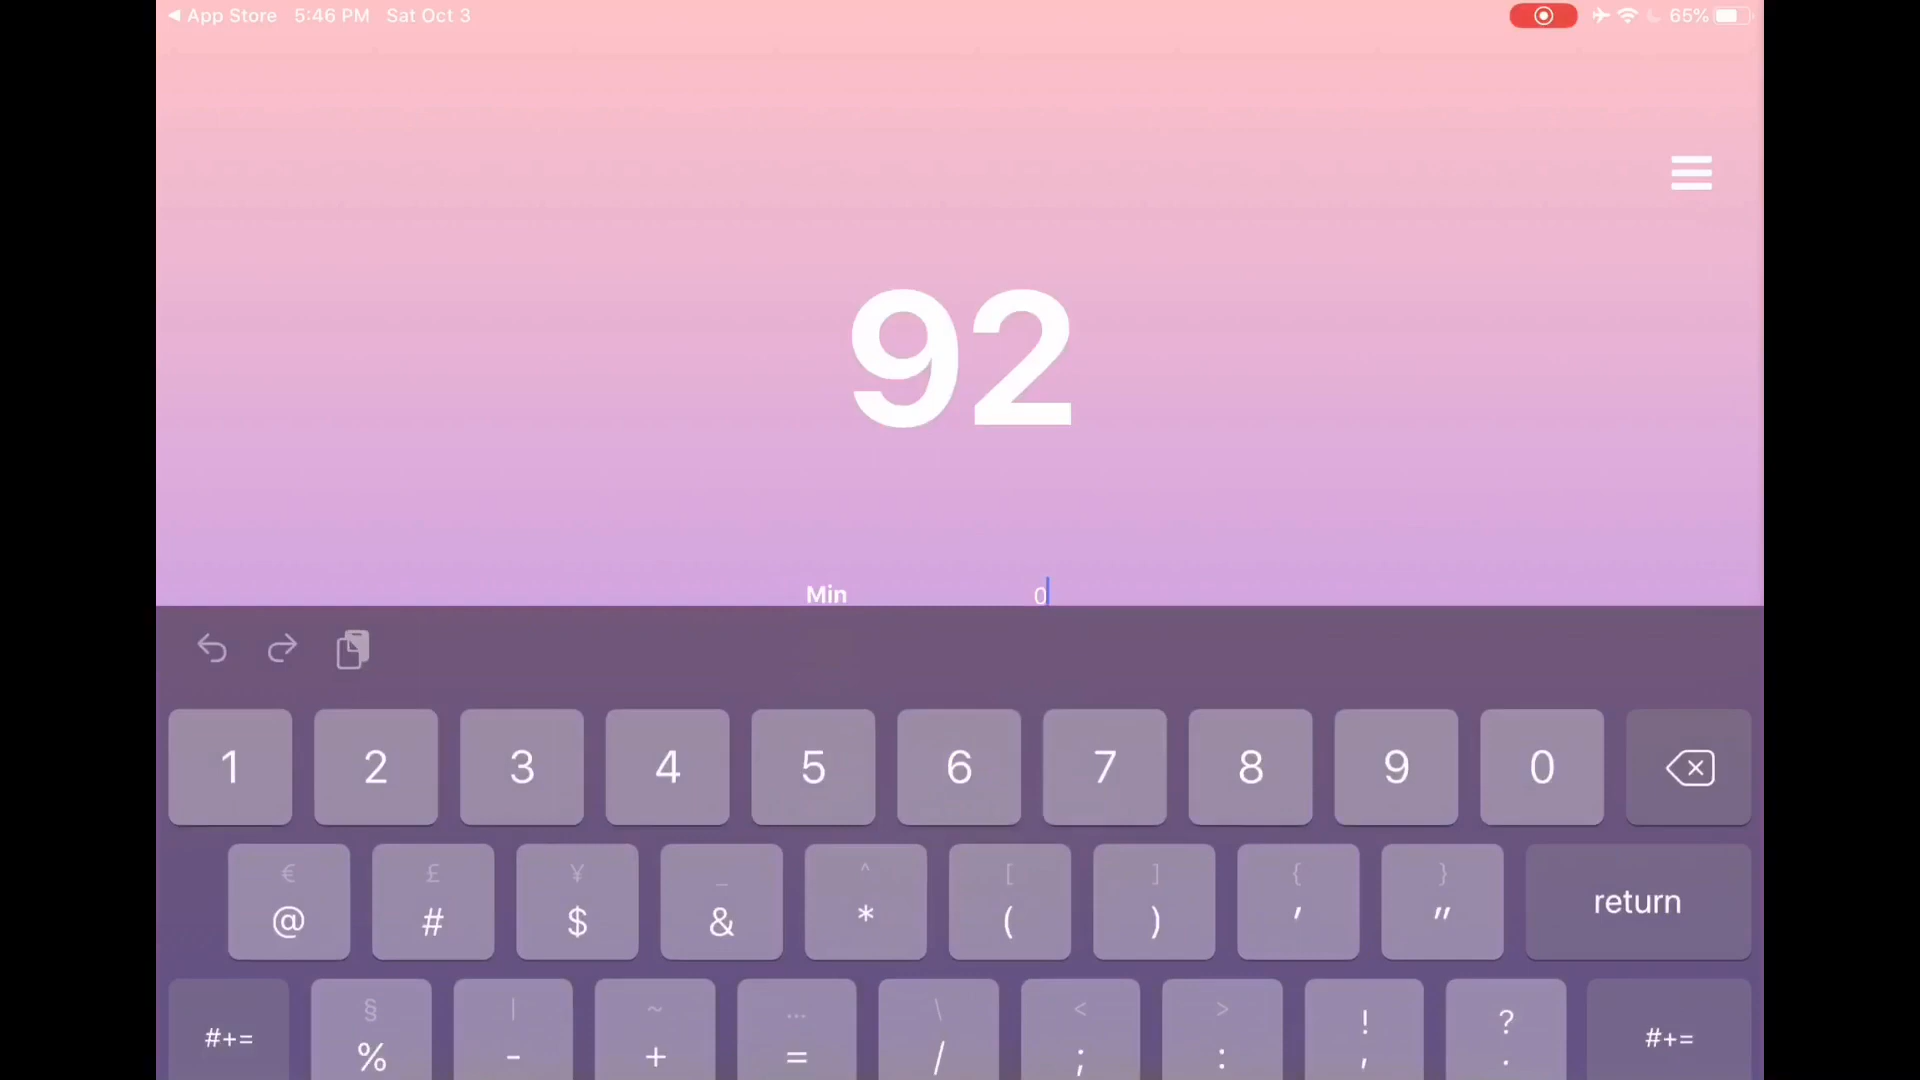 App Store 5:46 PM Sat Oct 3 65%
92
Min 0
1 2 3 4 5 6 7 8 9 0
€ £ ¥ _ ^ [ ] { }
@ # $ & * ( ) ' " return
§ | ~ … \ < > ! ?
#+= % - + = / ; : , . #+=